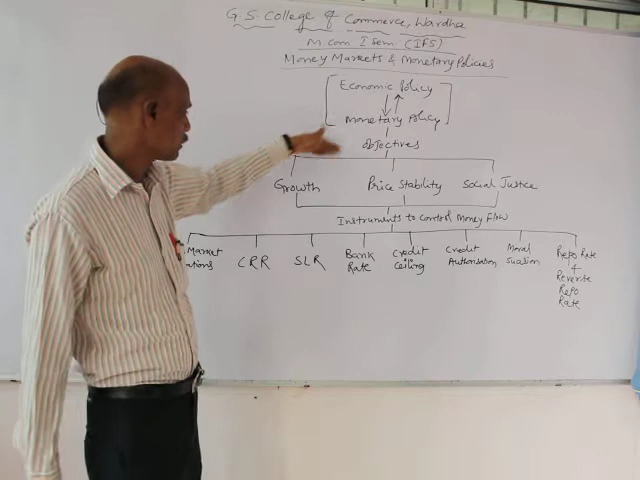 G.S. College of Commerce, Wardha
M.com I Sem (IFS)
Money Markets & Monetary Policies
Economic Policy
Monetary Policy
Objectives
Growth Price Stability Social Justice
Instruments to control Money Flow
Market CRR SLR Bank Rate Credit Ceiling Credit Authorisation Moral Suasion Repo Rate & Reverse Repo Rate